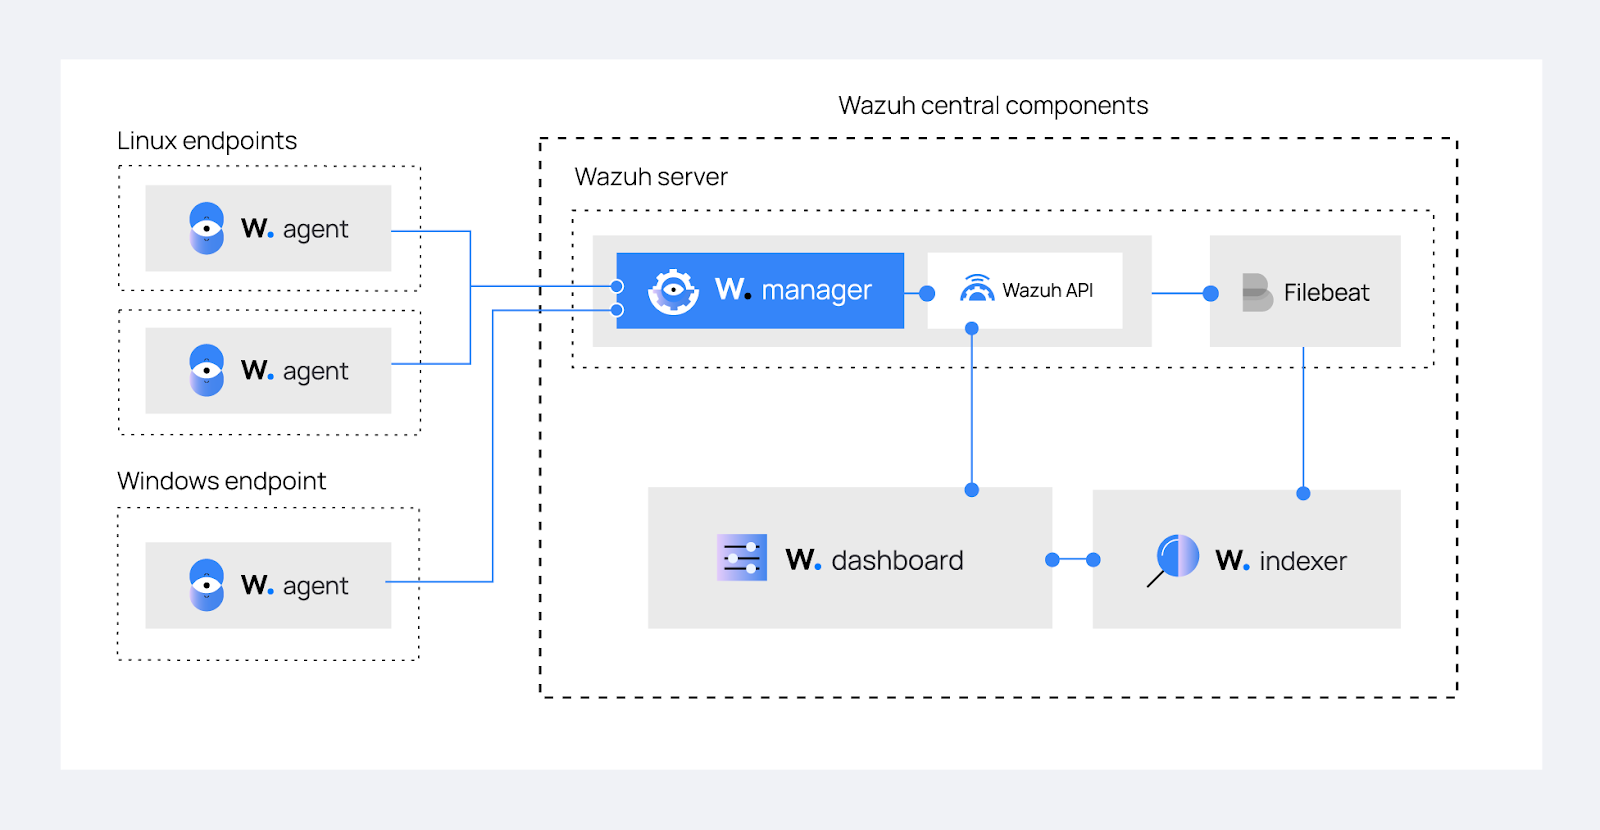 Wazuh central components
Linux endpoints
W. agent
W. agent
Windows endpoint
W. agent
Wazuh server
W. manager
Wazuh API
Filebeat
W. dashboard
W. indexer